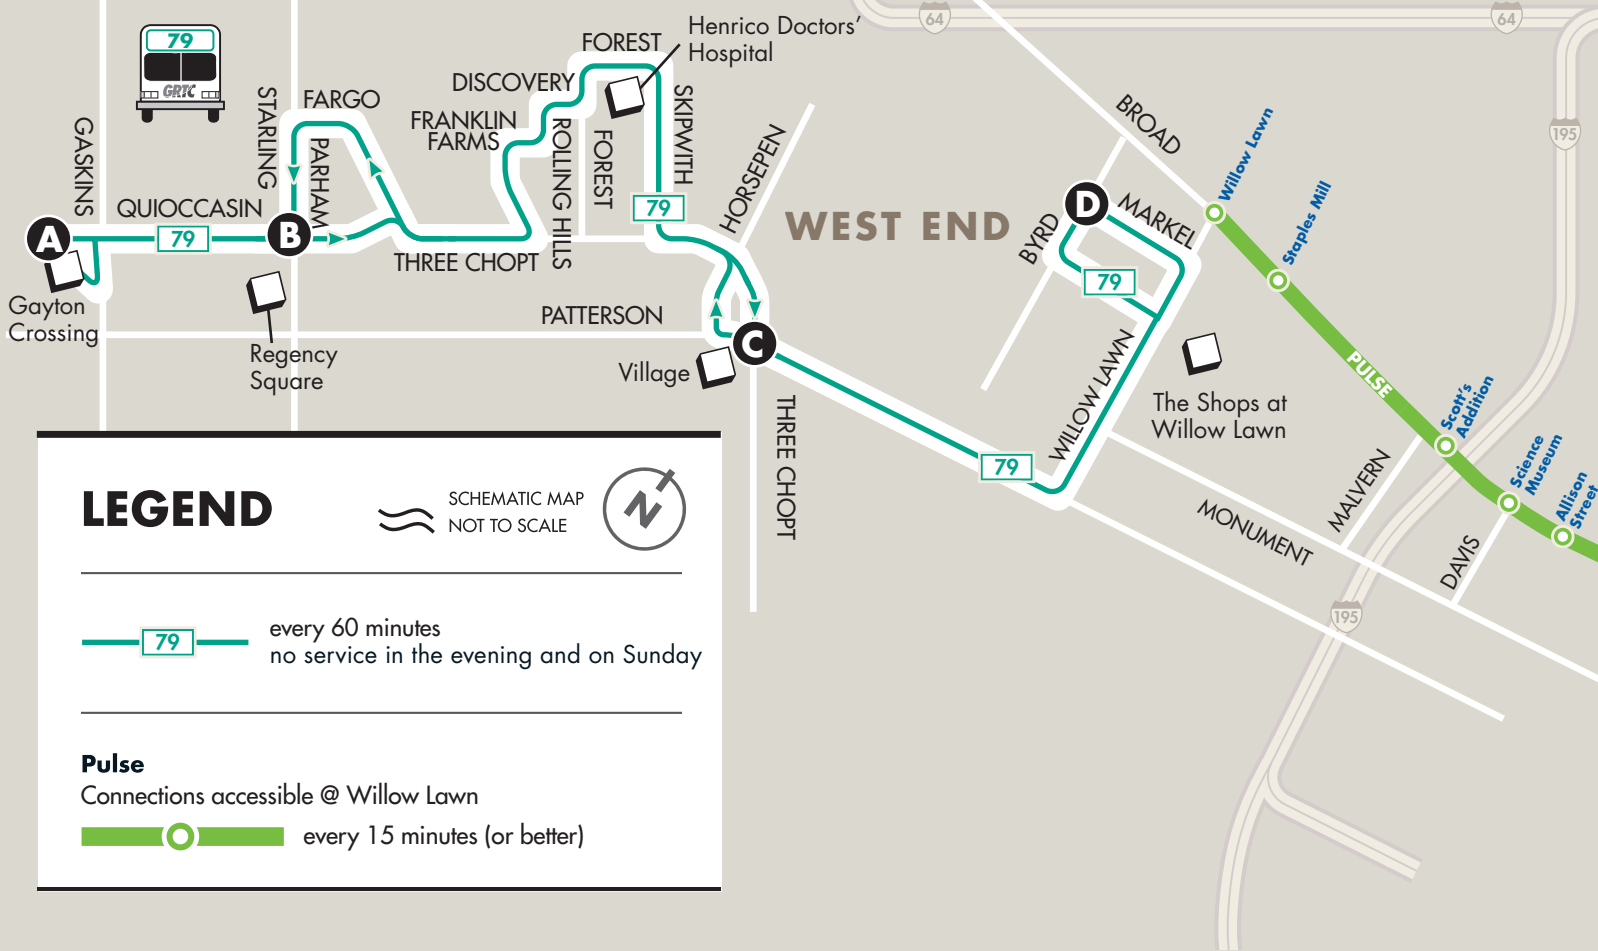 64
64
195
195
79
GRTC
GASKINS
STARLING
FARGO
PARHAM
QUIOCCASIN
79
A
B
Gayton
Crossing
Regency
Square
THREE CHOPT
FRANKLIN
FARMS
DISCOVERY
FOREST
ROLLING HILLS
FOREST
SKIPWITH
Henrico Doctors’
Hospital
79
HORSEPEN
PATTERSON
Village
C
THREE CHOPT
WEST END
BROAD
BYRD
D
MARKEL
79
WILLOW LAWN
79
The Shops at
Willow Lawn
MONUMENT
MALVERN
DAVIS
PULSE
Willow Lawn
Staples Mill
Scott’s
Addition
Science
Museum
Allison
Street
LEGEND
SCHEMATIC MAP
NOT TO SCALE
N
79
every 60 minutes
no service in the evening and on Sunday
Pulse
Connections accessible @ Willow Lawn
every 15 minutes (or better)